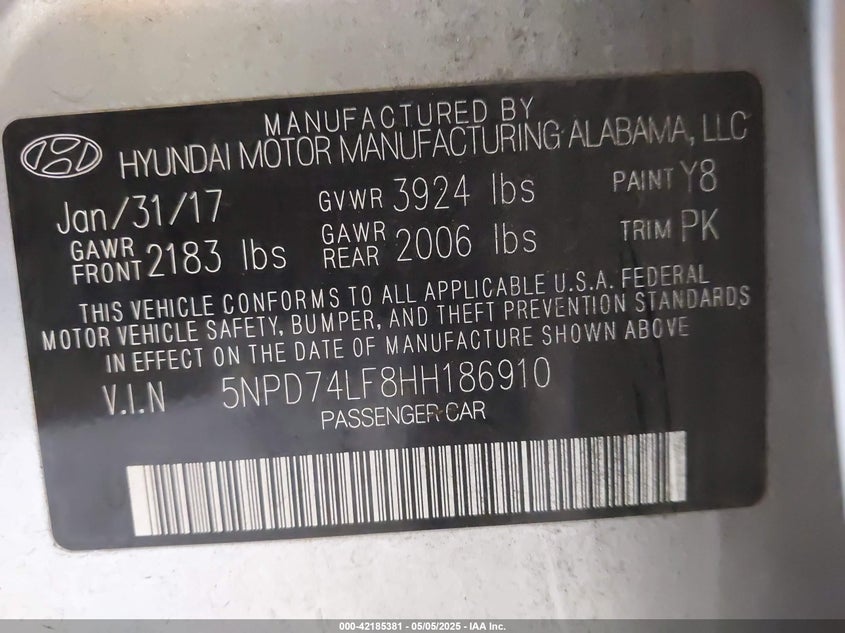 MANUFACTURED BY
HYUNDAI MOTOR MANUFACTURING ALABAMA, LLC
Jan/31/17 GVWR 3924 lbs PAINT Y8
GAWR FRONT 2183 lbs GAWR REAR 2006 lbs TRIM PK
THIS VEHICLE CONFORMS TO ALL APPLICABLE U.S.A. FEDERAL
MOTOR VEHICLE SAFETY, BUMPER, AND THEFT PREVENTION STANDARDS
IN EFFECT ON THE DATE OF MANUFACTURE SHOWN ABOVE
V.I.N 5NPD74LF8HH186910
PASSENGER CAR
000-42185381 - 05/05/2025 - IAA Inc.